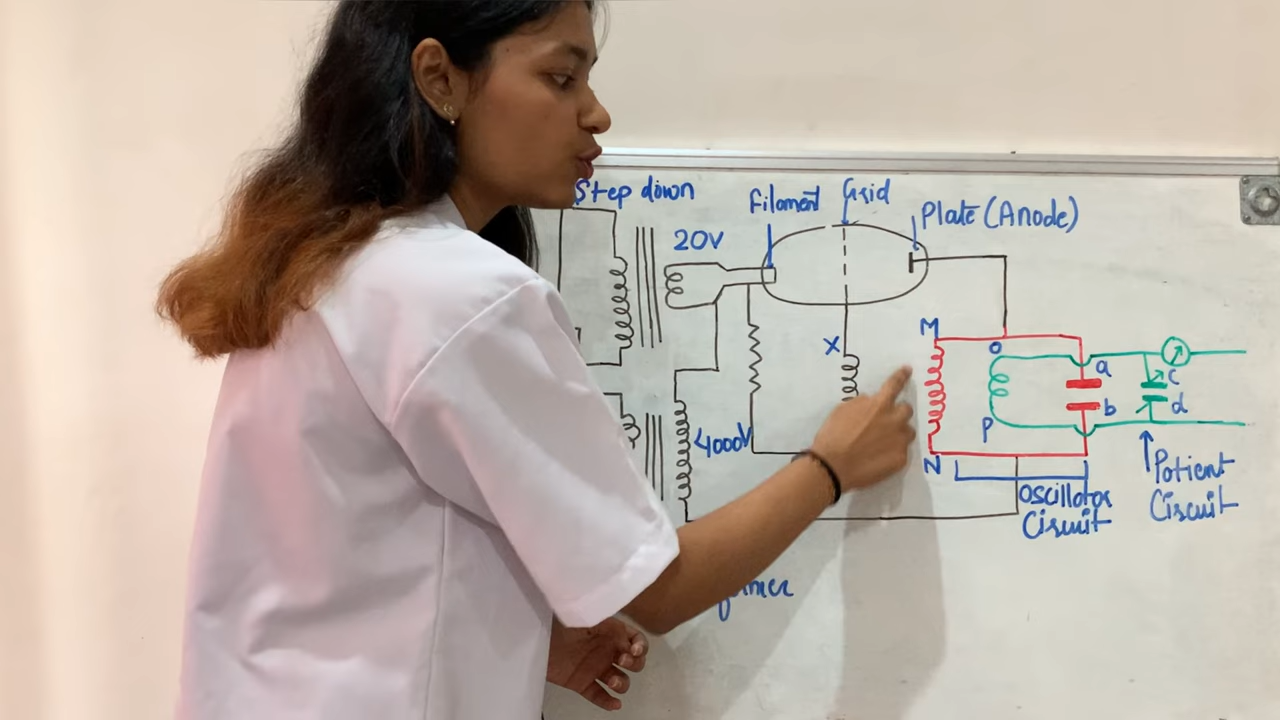 Step down
Filament
Grid
Plate (Anode)
20V
M
X
O
a
c
b
d
P
4000V
N
Patient
Circuit
Oscillator
Circuit